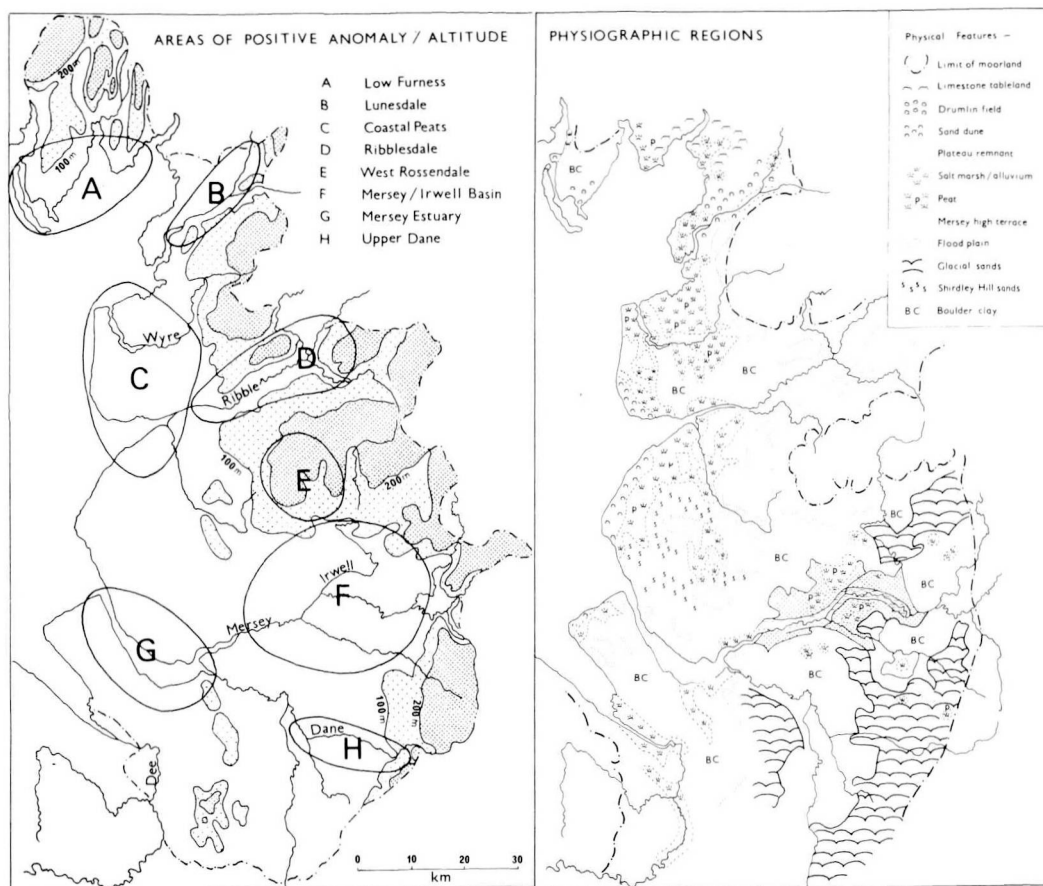 AREAS OF POSITIVE ANOMALY / ALTITUDE
A Low Furness
B Lunesdale
C Coastal Peats
D Ribblesdale
E West Rossendale
F Mersey/Irwell Basin
G Mersey Estuary
H Upper Dane
200m
100m
A
B
Wyre
C
D
Ribble
100m
E
200m
Irwell
F
Mersey
G
100m
200m
Dane
H
Dee
0 10 20 30
km
PHYSIOGRAPHIC REGIONS
Physical Features –
Limit of moorland
Limestone tableland
Drumlin field
Sand dune
Plateau remnant
Salt marsh / alluvium
P Peat
Mersey high terrace
Flood plain
Glacial sands
Shirdley Hill sands
BC Boulder clay
BC
P
P
P
P
BC
BC
P
P
BC
BC
P
BC
P
BC
BC
BC
P
BC